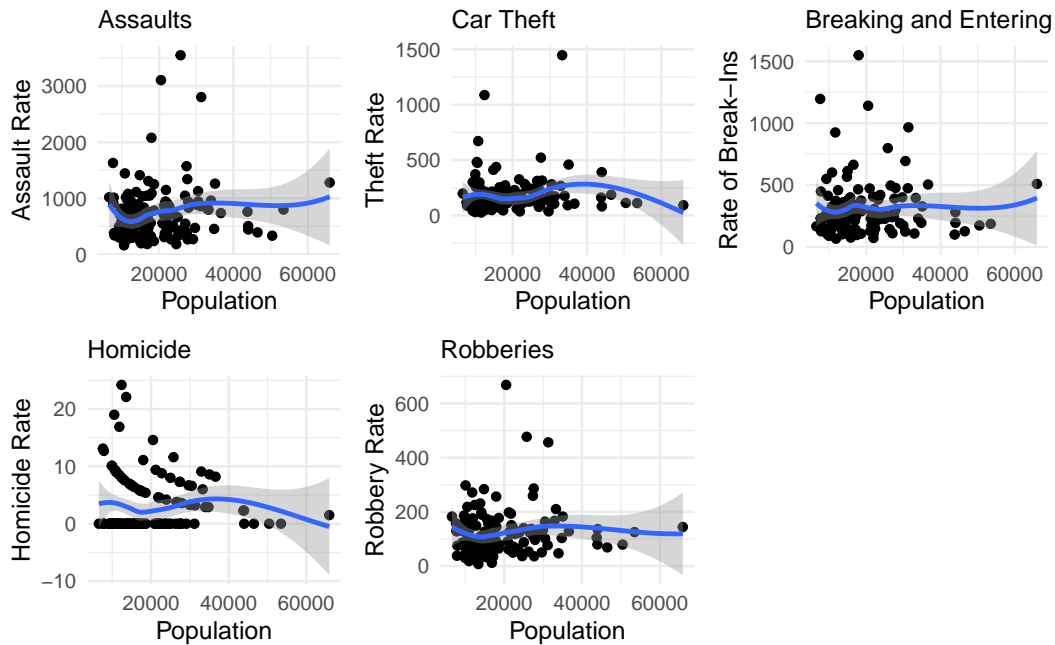 Assaults
Car Theft
Breaking and Entering
Assault Rate
3000
2000
1000
0
20000 40000 60000
Population
Theft Rate
1500
1000
500
0
20000 40000 60000
Population
Rate of Break−Ins
1500
1000
500
0
20000 40000 60000
Population
Homicide
Robberies
Homicide Rate
20
10
0
−10
20000 40000 60000
Population
Robbery Rate
600
400
200
0
20000 40000 60000
Population